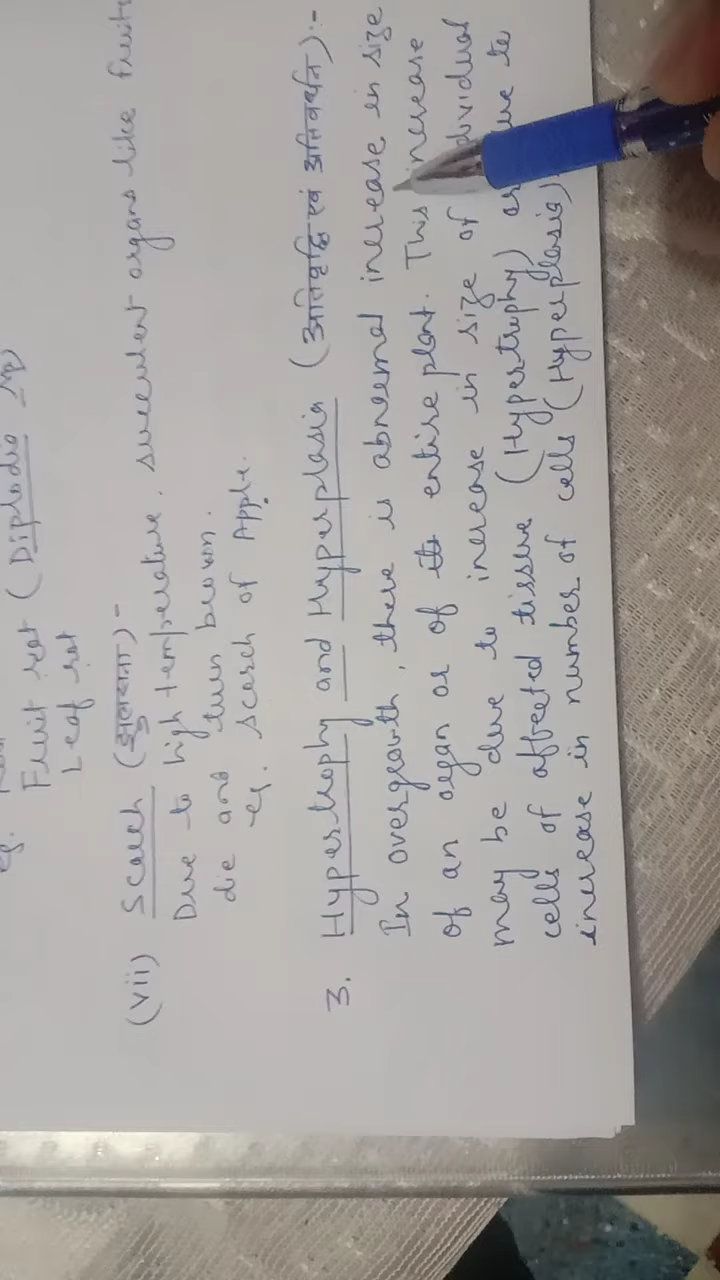 eg.
Fruit rot (Diplodia sp)
Leaf rot
(vii) Scorch (झुलसना) -
Due to high temperature, succulent organs like fruits
die and turn brown.
eg. Scorch of Apple.
3. Hypertrophy and Hyperplasia (अतिवृद्धि एवं अतिवर्धन) :-
In overgrowth, there is abnormal increase in size
of an organ or of entire plant. This increase
may be due to increase in size of individual
cells of affected tissue (Hypertrophy) or due to
increase in number of cells (Hyperplasia)